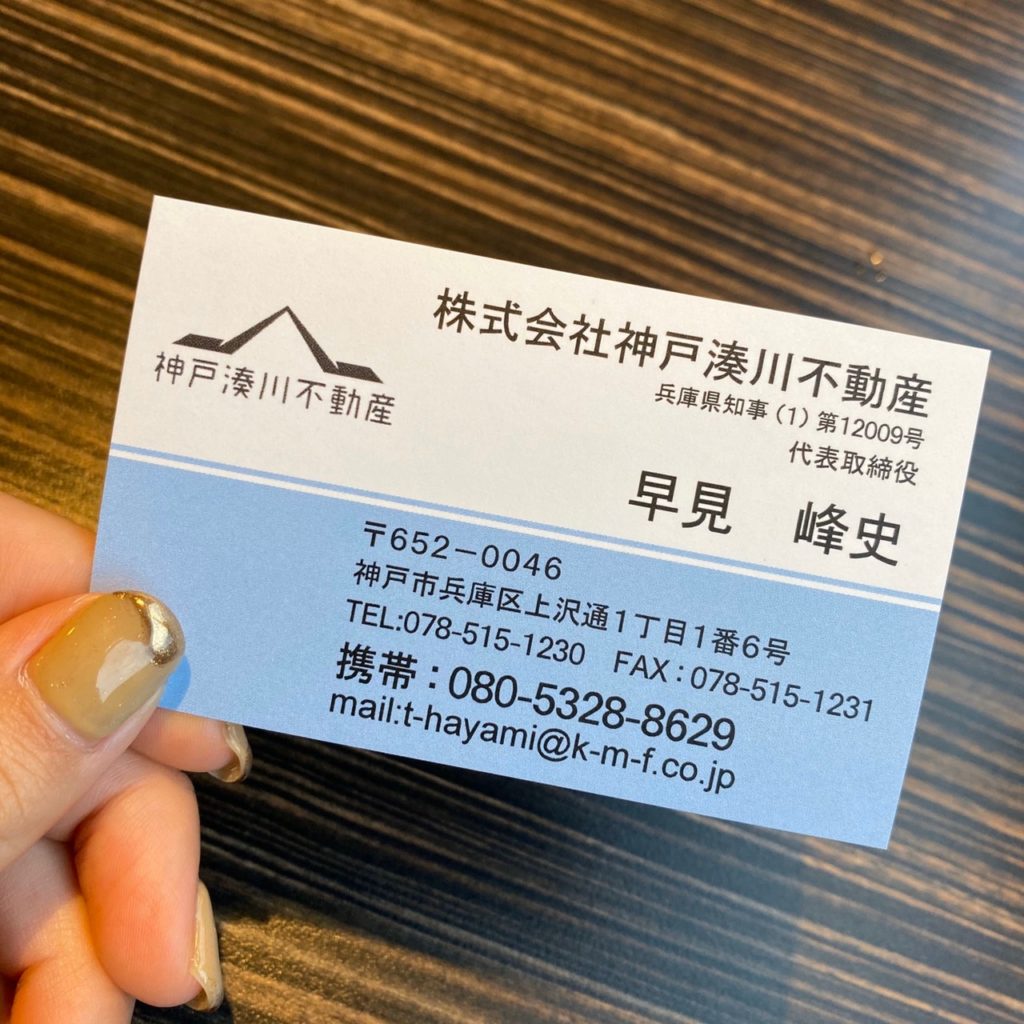 神戸湊川不動産
株式会社神戸湊川不動産
兵庫県知事（1）第12009号
代表取締役
早見　峰史
〒652－0046
神戸市兵庫区上沢通1丁目1番6号
TEL:078-515-1230　FAX：078-515-1231
携帯：080-5328-8629
mail:t-hayami@k-m-f.co.jp